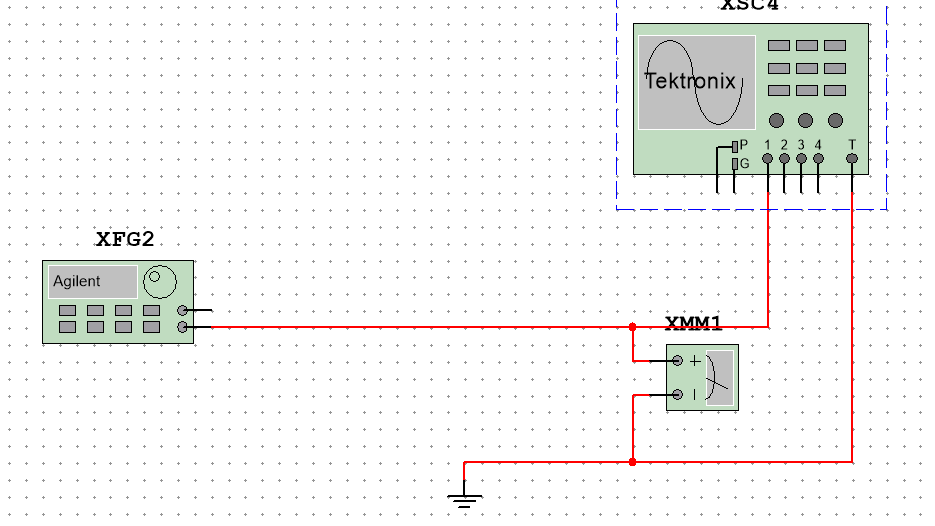 XSC4
Tektronix
P 1 2 3 4 T
G
XFG2
Agilent
XMM1